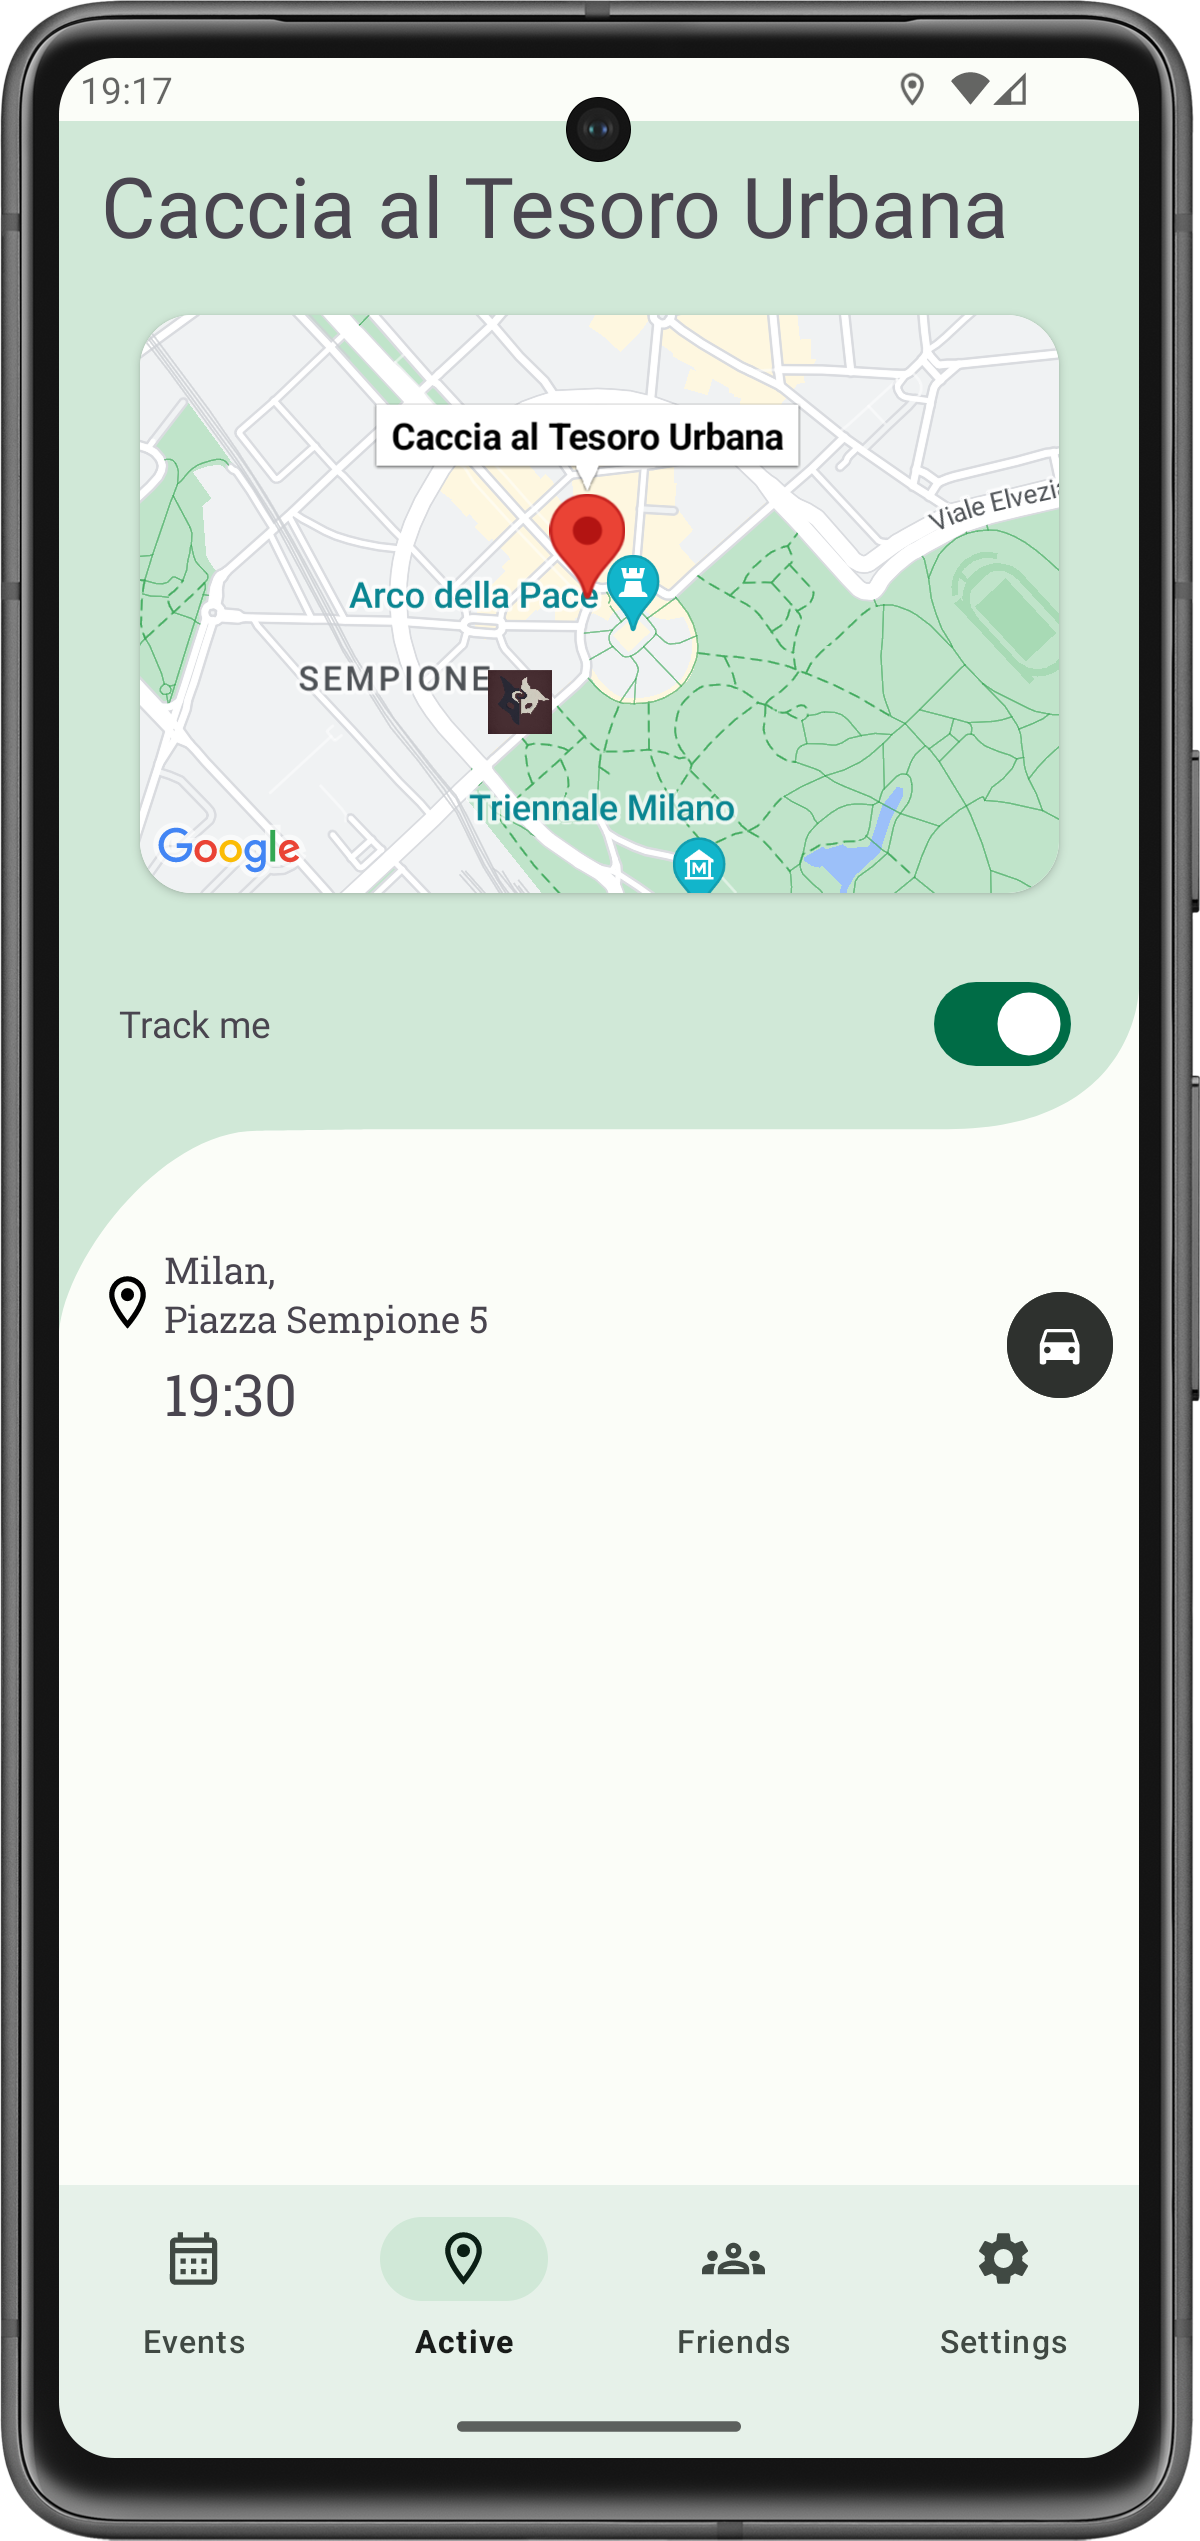 19:17
Caccia al Tesoro Urbana
Caccia al Tesoro Urbana
Viale Elvezia
Arco della Pace
SEMPIONE
Triennale Milano
M
Google
Track me
Milan,
Piazza Sempione 5
19:30
Events
Active
Friends
Settings